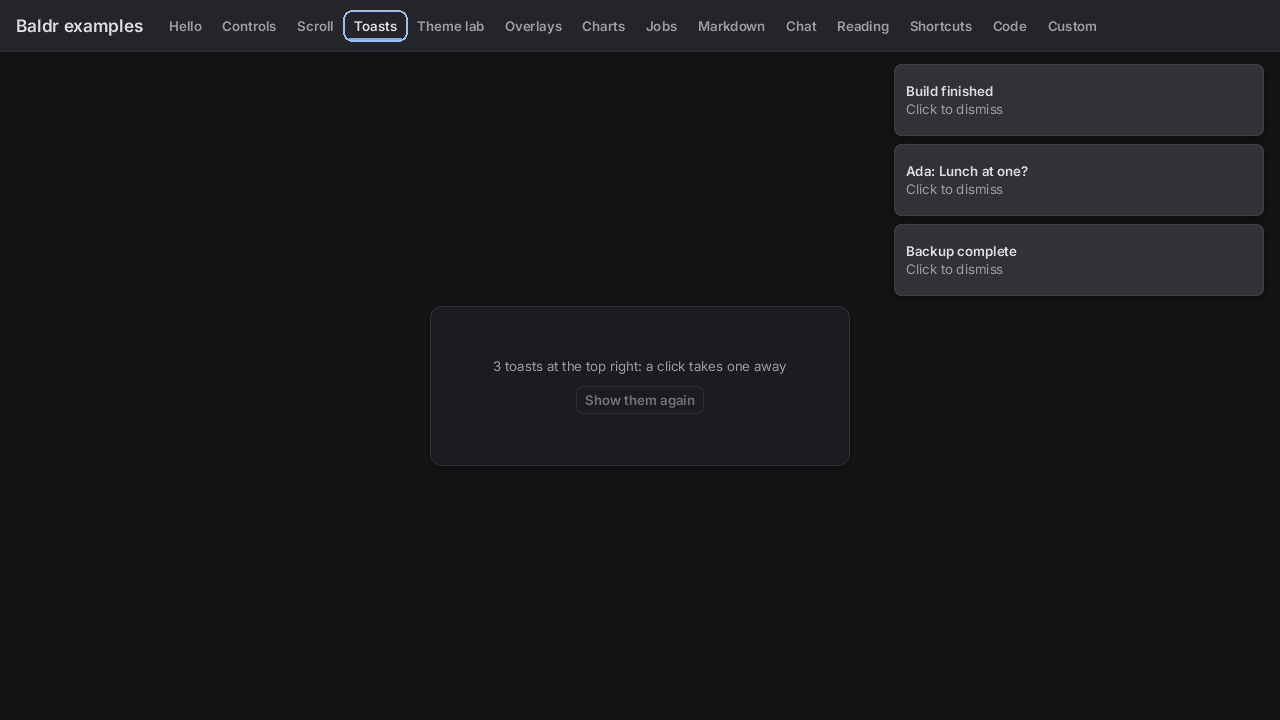 Baldr examples Hello Controls Scroll Toasts Theme lab Overlays Charts Jobs Markdown Chat Reading Shortcuts Code Custom
Build finished
Click to dismiss
Ada: Lunch at one?
Click to dismiss
Backup complete
Click to dismiss
3 toasts at the top right: a click takes one away
Show them again